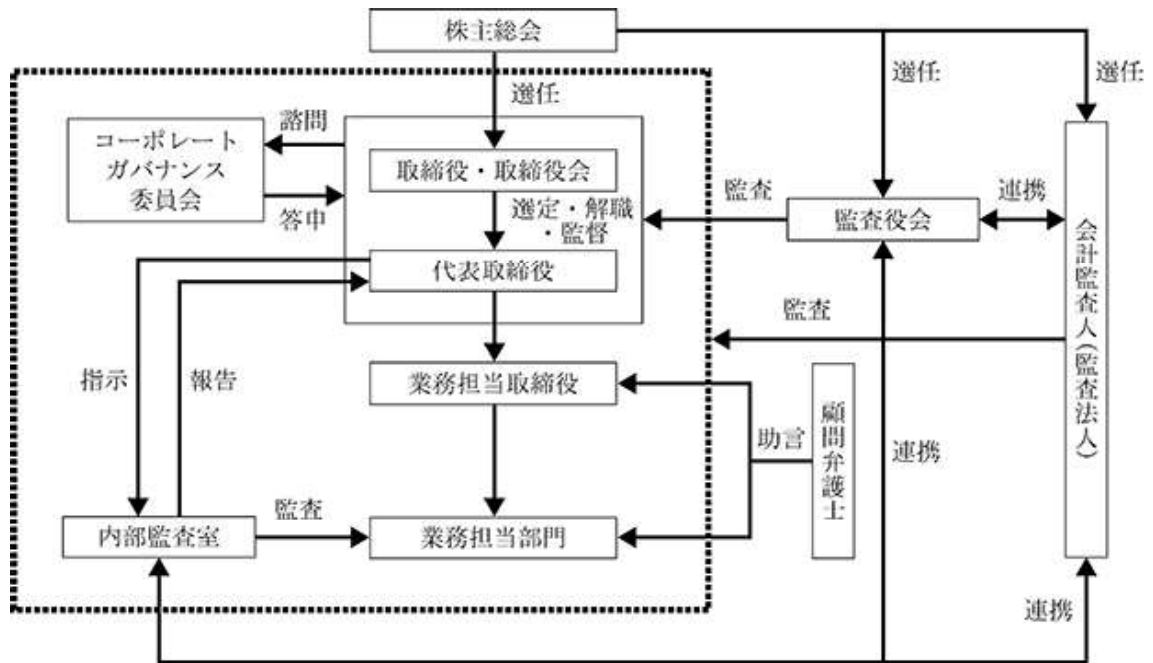 株主総会
選任
選任
選任
諮問
コーポレート
ガバナンス
委員会
答申
取締役・取締役会
選定・解職
・監督
代表取締役
監査
監査役会
連携
会計監査人(監査法人)
監査
指示
報告
業務担当取締役
助言
顧問弁護士
連携
内部監査室
監査
業務担当部門
連携